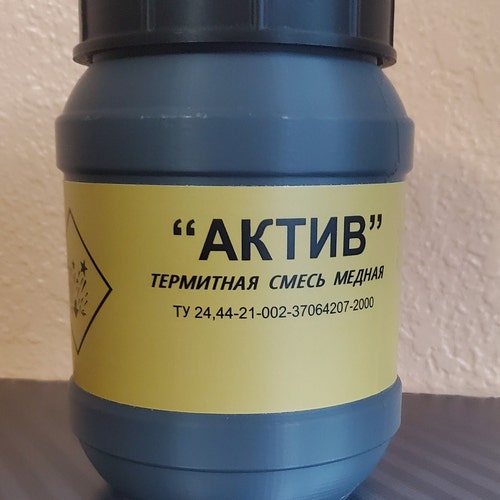 “АКТИВ”
ТЕРМИТНАЯ СМЕСЬ МЕДНАЯ
ТУ 24,44-21-002-37064207-2000